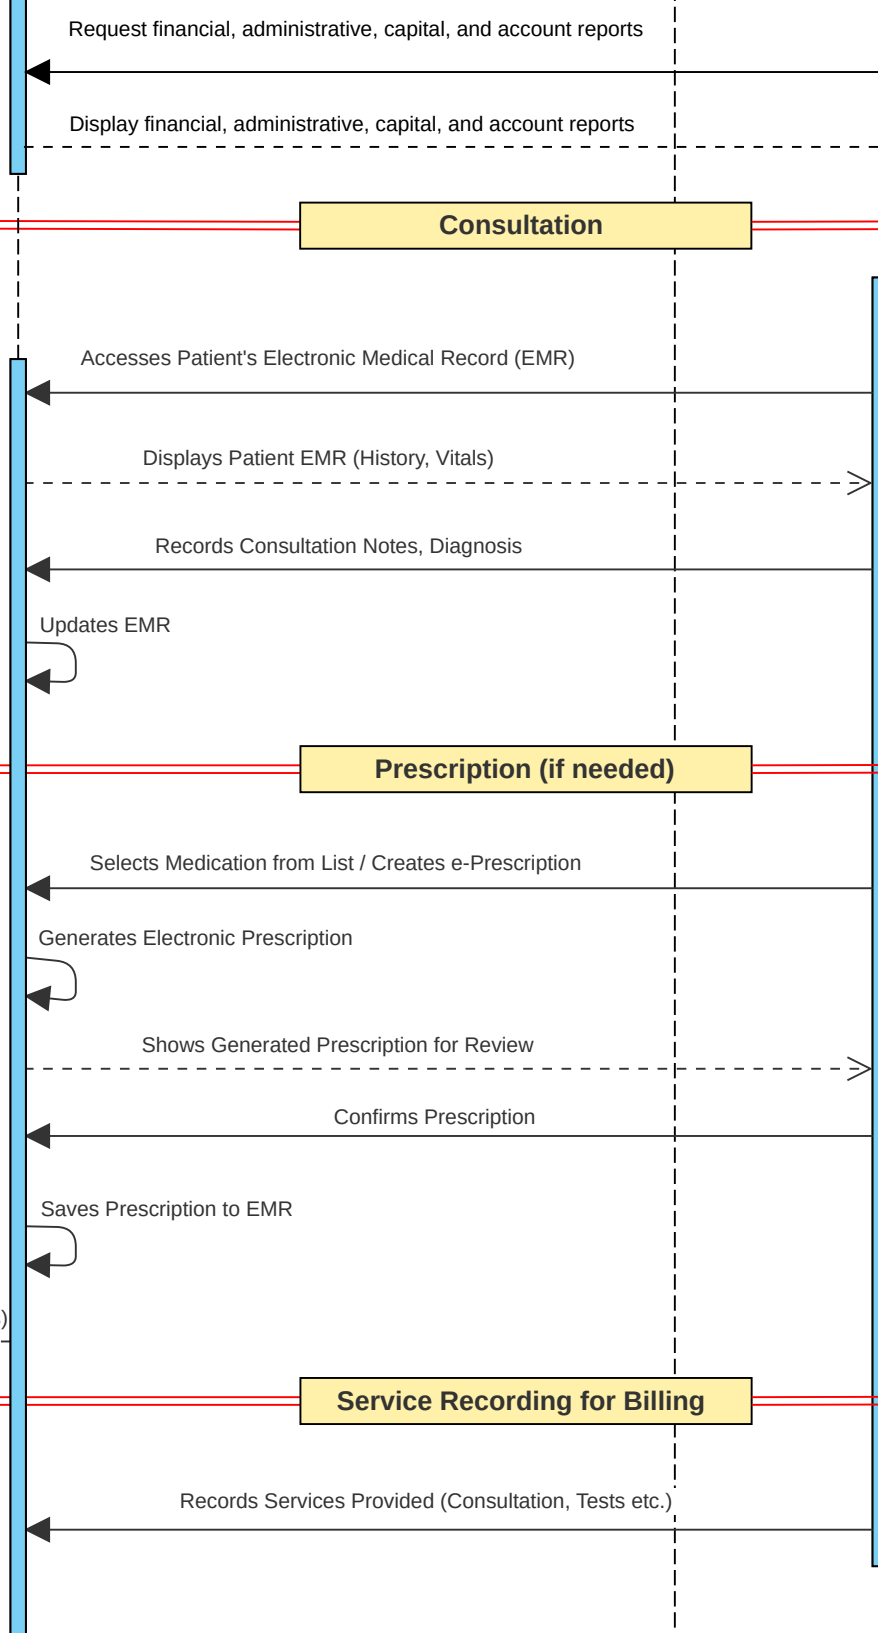 Request financial, administrative, capital, and account reports
Display financial, administrative, capital, and account reports
Consultation
Accesses Patient's Electronic Medical Record (EMR)
Displays Patient EMR (History, Vitals)
Records Consultation Notes, Diagnosis
Updates EMR
Prescription (if needed)
Selects Medication from List / Creates e-Prescription
Generates Electronic Prescription
Shows Generated Prescription for Review
Confirms Prescription
Saves Prescription to EMR
)
Service Recording for Billing
Records Services Provided (Consultation, Tests etc.)